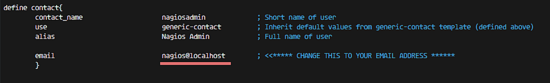 define contact{
contact_name nagiosadmin ; Short name of user
use generic-contact ; Inherit default values from generic-contact template (defined above)
alias Nagios Admin ; Full name of user
email nagios@localhost ; <<***** CHANGE THIS TO YOUR EMAIL ADDRESS ******
}